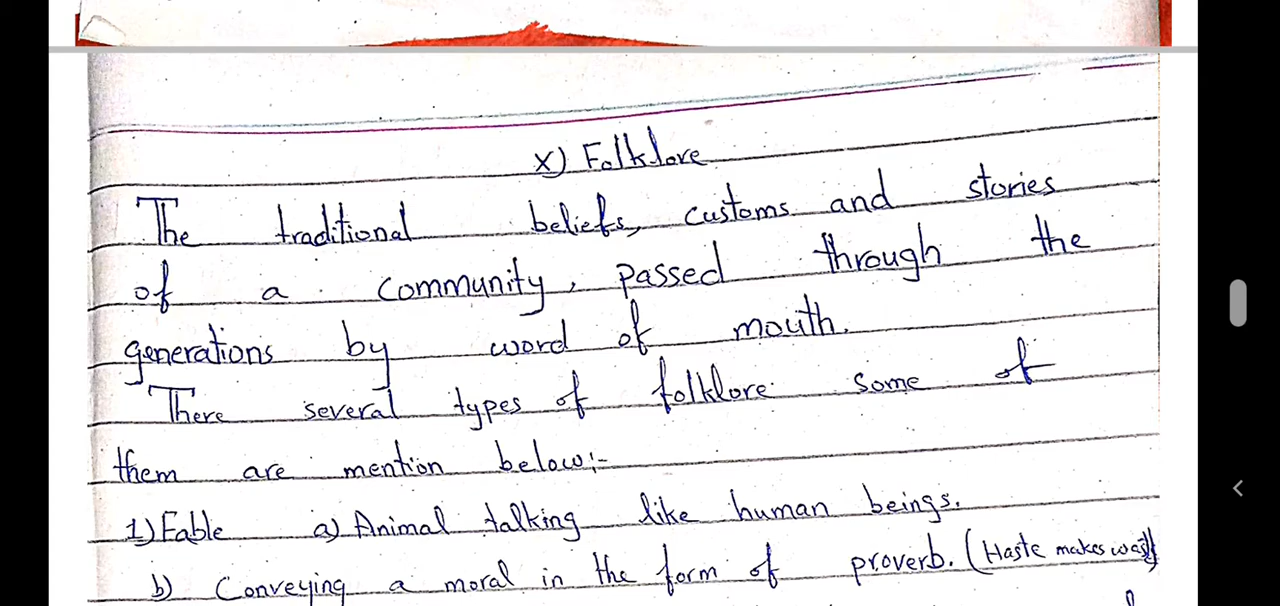 x) Folklore
The traditional beliefs, customs and stories
of a community, passed through the
generations by word of mouth.
There several types of folklore. some of
them are mention below:-
1) Fable a) Animal talking like human beings.
b) Conveying a moral in the form of proverb. (Haste makes